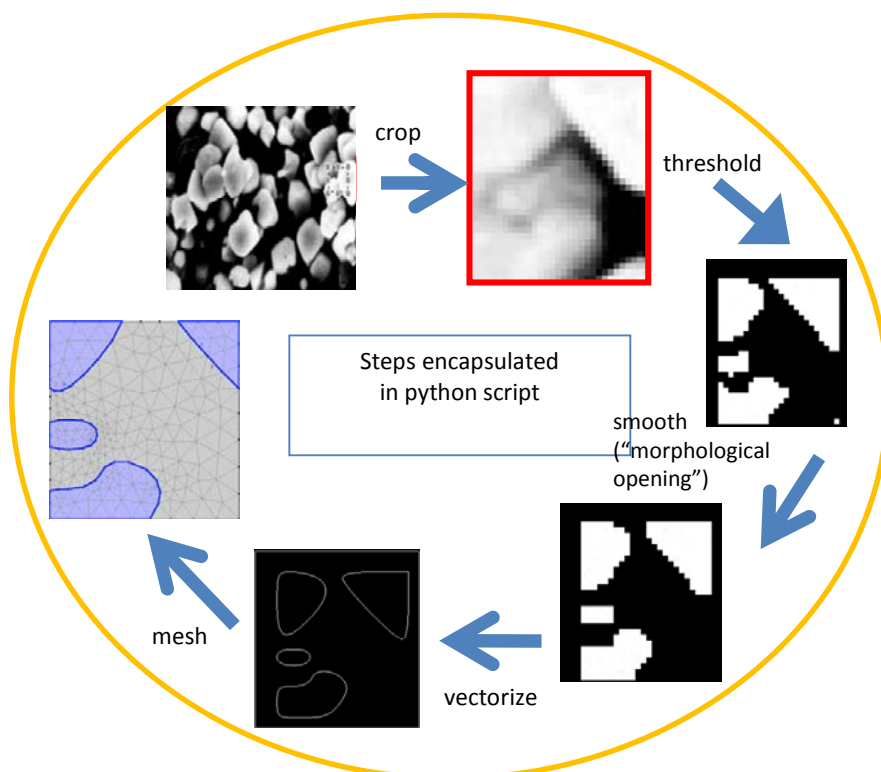 crop
threshold
Steps encapsulated
in python script
smooth
(“morphological
opening”)
mesh
vectorize